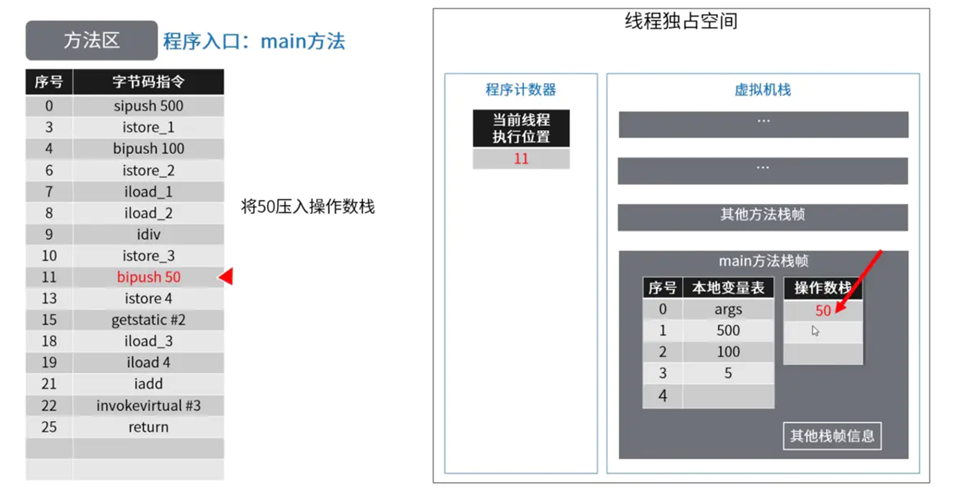 方法区 程序入口：main方法
序号 字节码指令
0 sipush 500
3 istore_1
4 bipush 100
6 istore_2
7 iload_1
8 iload_2
9 idiv
10 istore_3
11 bipush 50
13 istore 4
15 getstatic #2
18 iload_3
19 iload 4
21 iadd
22 invokevirtual #3
25 return
将50压入操作数栈
线程独占空间
程序计数器
当前线程
执行位置
11
虚拟机栈
...
...
其他方法栈帧
main方法栈帧
序号 本地变量表
0 args
1 500
2 100
3 5
4
操作数栈
50
其他栈帧信息